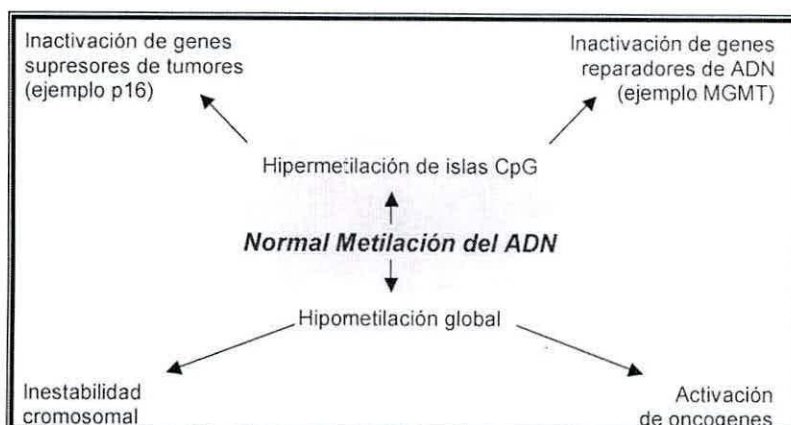 Inactivación de genes
supresores de tumores
(ejemplo p16)
Inactivación de genes
reparadores de ADN
(ejemplo MGMT)
Hipermetilación de islas CpG
Normal Metilación del ADN
Hipometilación global
Inestabilidad
cromosomal
Activación
de oncogenes